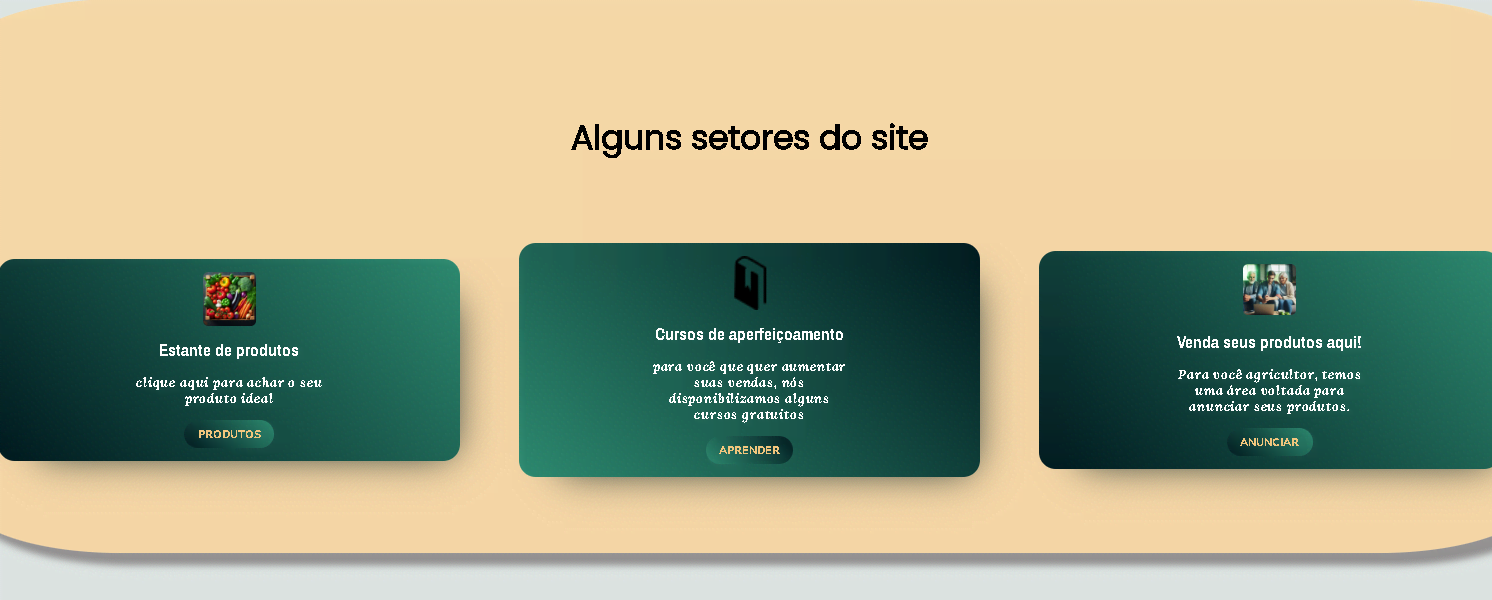 Alguns setores do site
Estante de produtos
clique aqui para achar o seu
produto ideal
PRODUTOS
Cursos de aperfeiçoamento
para você que quer aumentar
suas vendas, nós
disponibilizamos alguns
cursos gratuitos
APRENDER
Venda seus produtos aqui!
Para você agricultor, temos
uma área voltada para
anunciar seus produtos.
ANUNCIAR